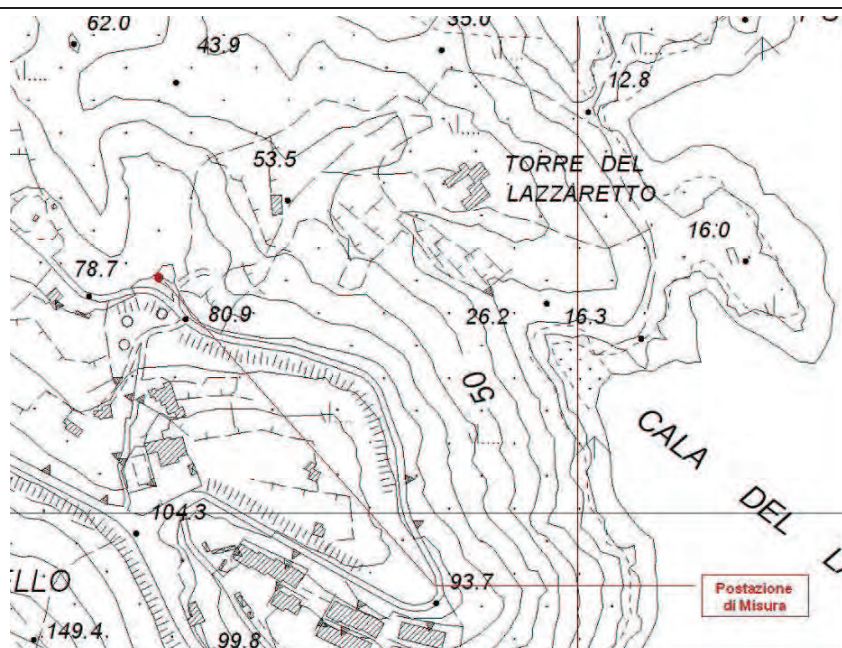 62.0
43.9
35.0
12.8
53.5
TORRE DEL
LAZZARETTO
16.0
78.7
80.9
26.2
16.3
50
CALA
DEL
104.3
ELLO
93.7
Postazione
di Misura
149.4
99.8